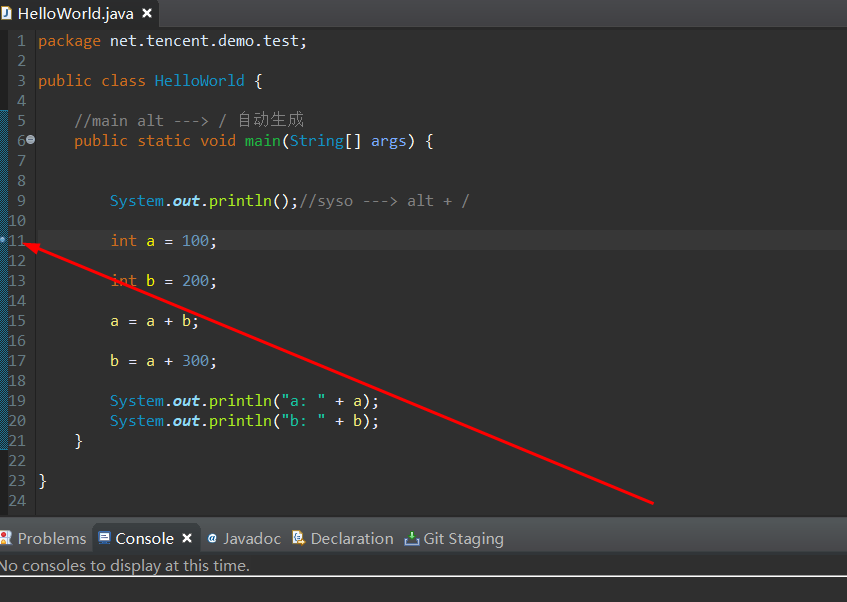 HelloWorld.java
1 package net.tencent.demo.test;
2
3 public class HelloWorld {
4
5 //main alt ---> / 自动生成
6 public static void main(String[] args) {
7
8
9 System.out.println();//syso ---> alt + /
10
11 int a = 100;
12
13 int b = 200;
14
15 a = a + b;
16
17 b = a + 300;
18
19 System.out.println("a: " + a);
20 System.out.println("b: " + b);
21 }
22
23 }
24
Problems Console Javadoc Declaration Git Staging
No consoles to display at this time.